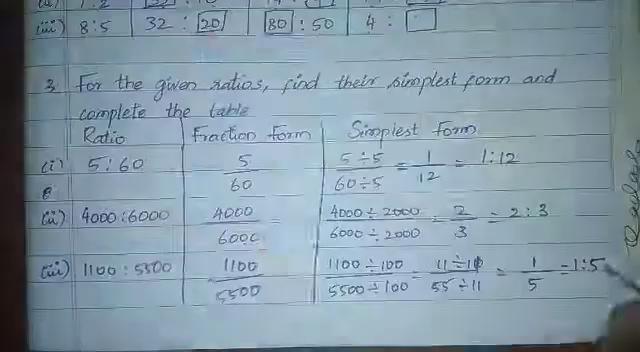 (iii) 8:5 32 : 20 80 : 50 4 :
3. For the given ratios, find their simplest form and
complete the table
Ratio Fraction Form Simplest Form
(i) 5:60 5/60 5÷5/60÷5 = 1/12 = 1:12
(ii) 4000:6000 4000/6000 4000÷2000/6000÷2000 = 2/3 = 2:3
(iii) 1100:5500 1100/5500 1100÷100/5500÷100 = 11÷11/55÷11 = 1/5 = 1:5